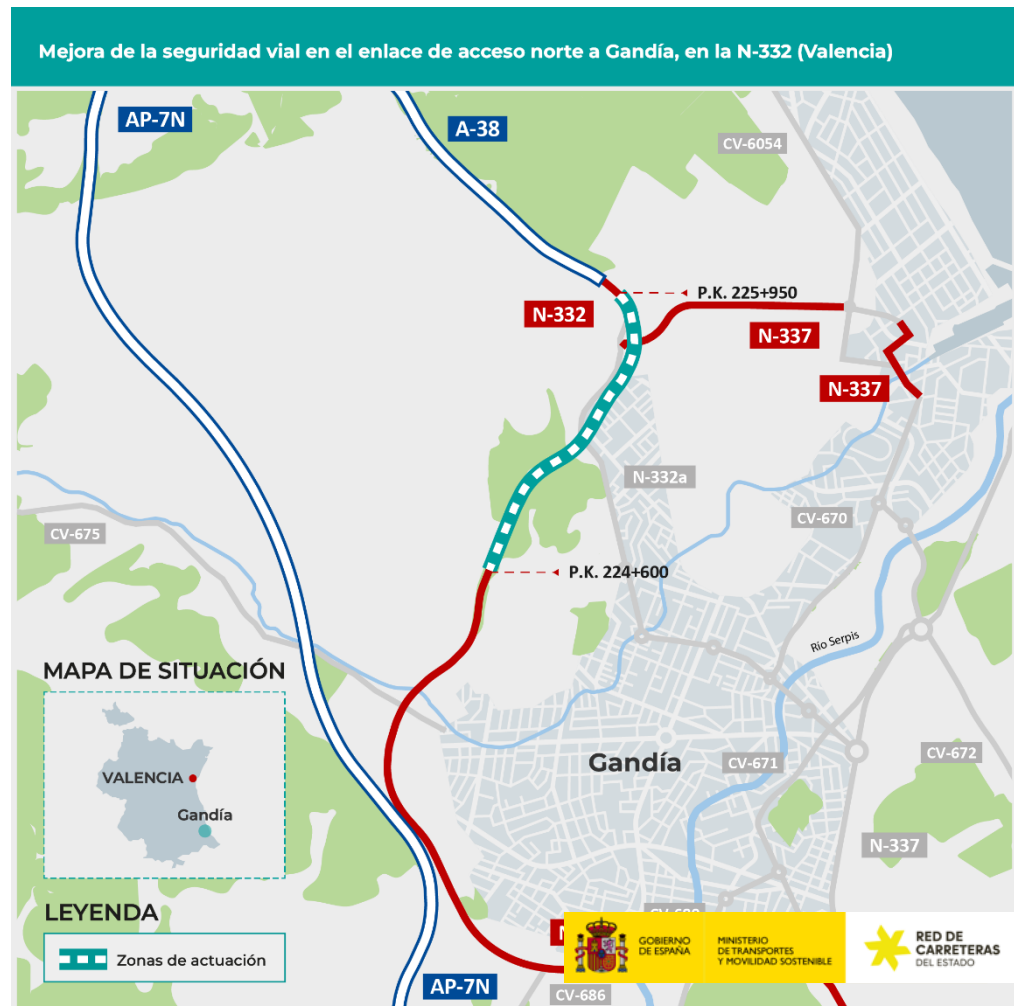 Mejora de la seguridad vial en el enlace de acceso norte a Gandía, en la N-332 (Valencia)
AP-7N
A-38
CV-6054
P.K. 225+950
N-332
N-337
N-337
N-332a
CV-670
CV-675
P.K. 224+600
Río Serpis
MAPA DE SITUACIÓN
VALENCIA
Gandía
Gandía
CV-671
CV-672
N-337
LEYENDA
Zonas de actuación
AP-7N
CV-686
GOBIERNO
DE ESPAÑA
MINISTERIO
DE TRANSPORTES
Y MOVILIDAD SOSTENIBLE
RED DE
CARRETERAS
DEL ESTADO